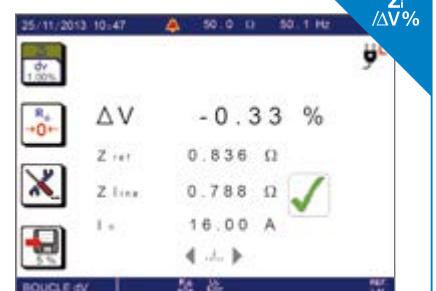 Zi
/ΔV%
25/11/2013 10:47 50.0 Ω 50.1 Hz
dv
1.00%
ΔV -0.33 %
Z ref 0.836 Ω
Z line 0.788 Ω
16.00 A
5 %
BOUCLE dV